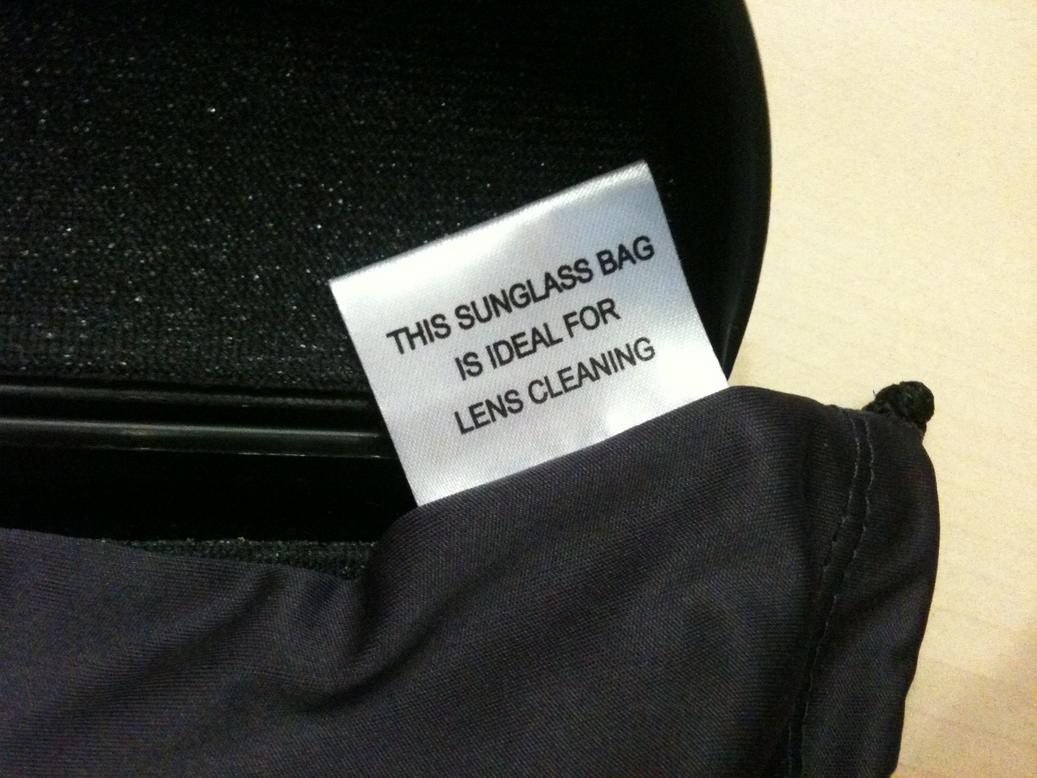 THIS SUNGLASS BAG
IS IDEAL FOR
LENS CLEANING